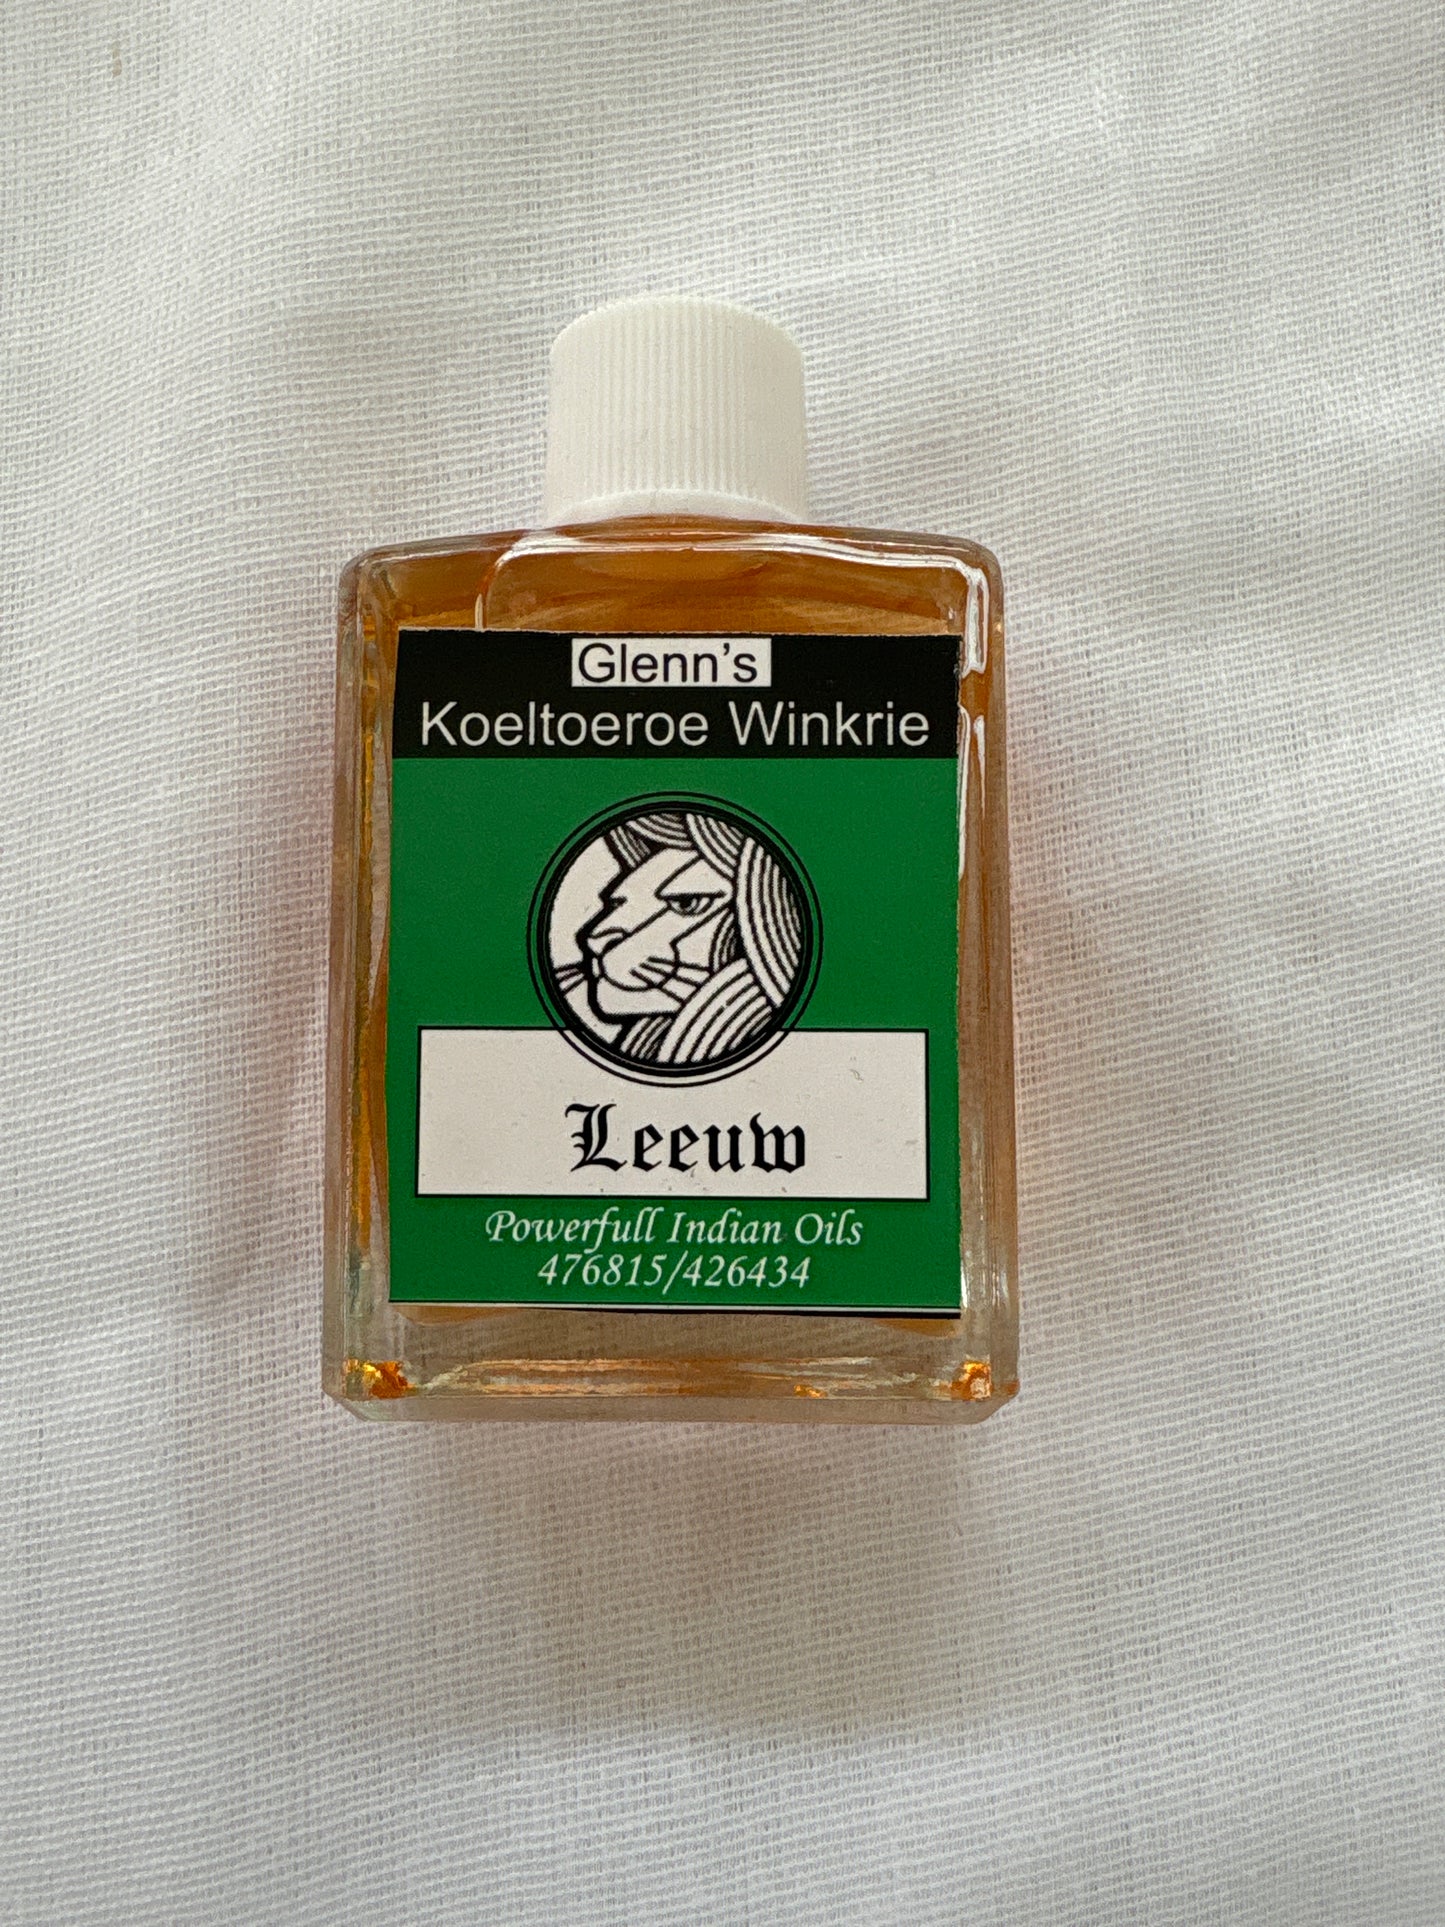 Glenn's
Koeltoeroe Winkrie
Leeuw
Powerfull Indian Oils
476815/426434